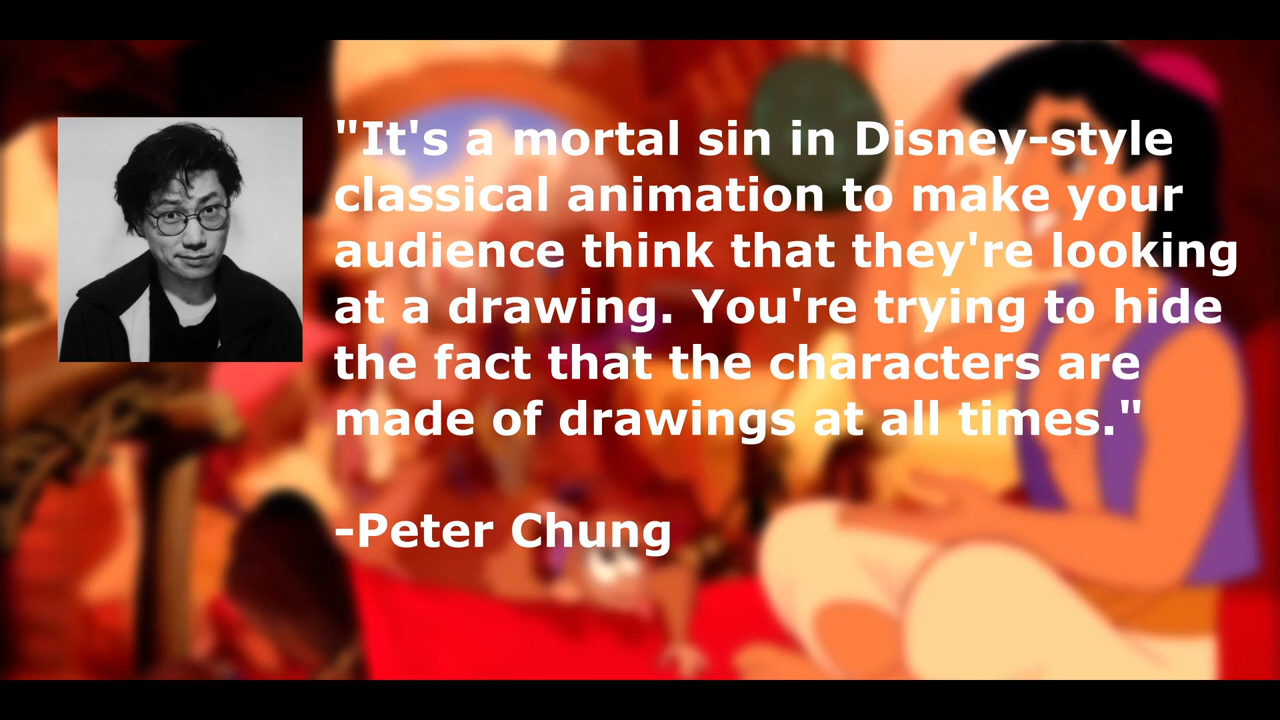 "It's a mortal sin in Disney-style
classical animation to make your
audience think that they're looking
at a drawing. You're trying to hide
the fact that the characters are
made of drawings at all times."
-Peter Chung